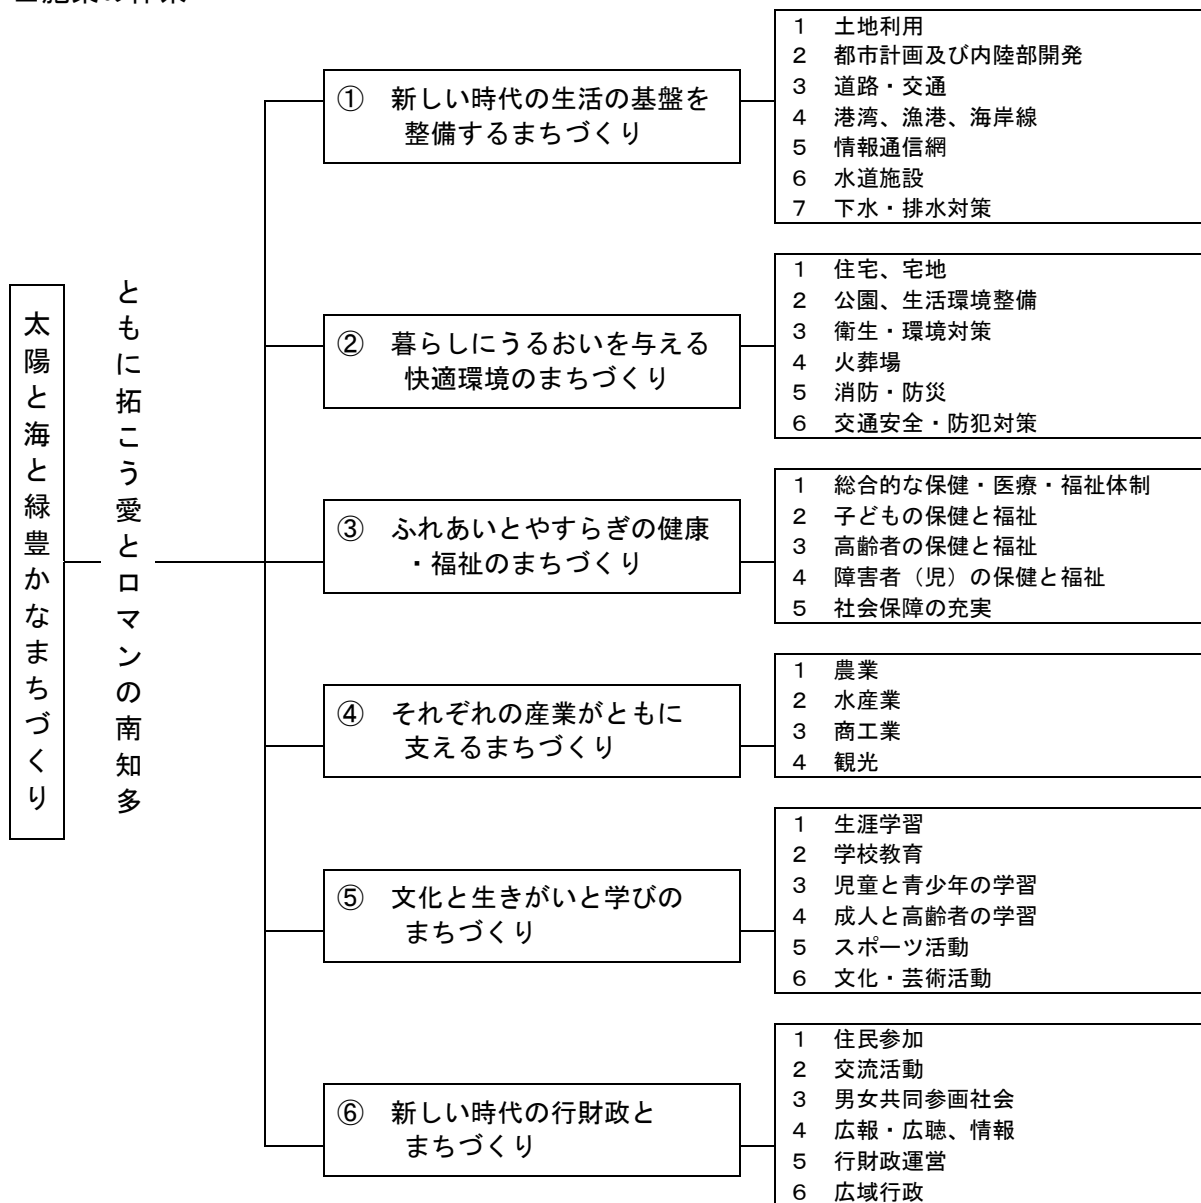 太陽と海と緑豊かなまちづくり
ともに拓こう愛とロマンの南知多
① 新しい時代の生活の基盤を
整備するまちづくり
1 土地利用
2 都市計画及び内陸部開発
3 道路・交通
4 港湾、漁港、海岸線
5 情報通信網
6 水道施設
7 下水・排水対策
② 暮らしにうるおいを与える
快適環境のまちづくり
1 住宅、宅地
2 公園、生活環境整備
3 衛生・環境対策
4 火葬場
5 消防・防災
6 交通安全・防犯対策
③ ふれあいとやすらぎの健康
・福祉のまちづくり
1 総合的な保健・医療・福祉体制
2 子どもの保健と福祉
3 高齢者の保健と福祉
4 障害者（児）の保健と福祉
5 社会保障の充実
④ それぞれの産業がともに
支えるまちづくり
1 農業
2 水産業
3 商工業
4 観光
⑤ 文化と生きがいと学びの
まちづくり
1 生涯学習
2 学校教育
3 児童と青少年の学習
4 成人と高齢者の学習
5 スポーツ活動
6 文化・芸術活動
⑥ 新しい時代の行財政と
まちづくり
1 住民参加
2 交流活動
3 男女共同参画社会
4 広報・広聴、情報
5 行財政運営
6 広域行政